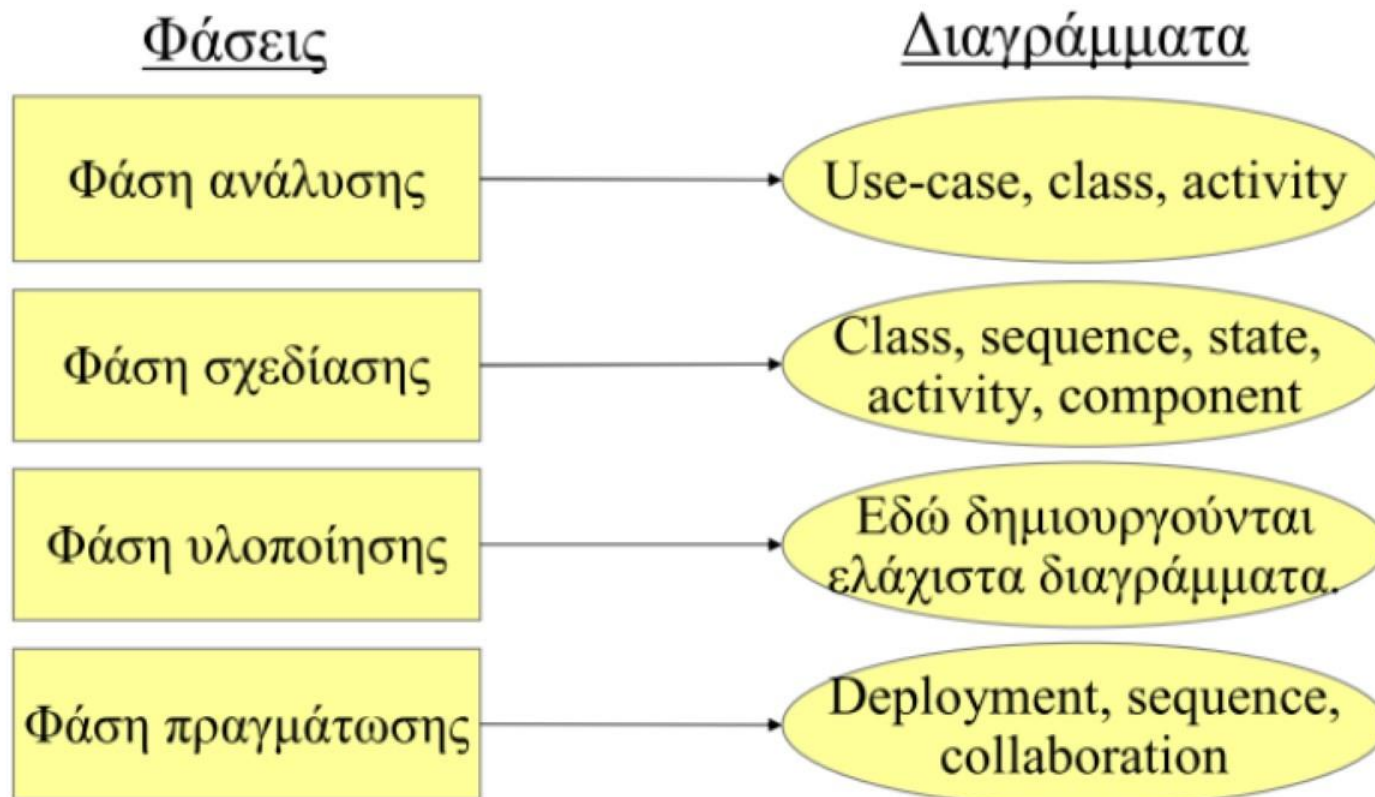 Φάσεις
Διαγράμματα
Φάση ανάλυσης
Use-case, class, activity
Φάση σχεδίασης
Class, sequence, state,
activity, component
Φάση υλοποίησης
Εδώ δημιουργούνται
ελάχιστα διαγράμματα.
Φάση πραγμάτωσης
Deployment, sequence,
collaboration